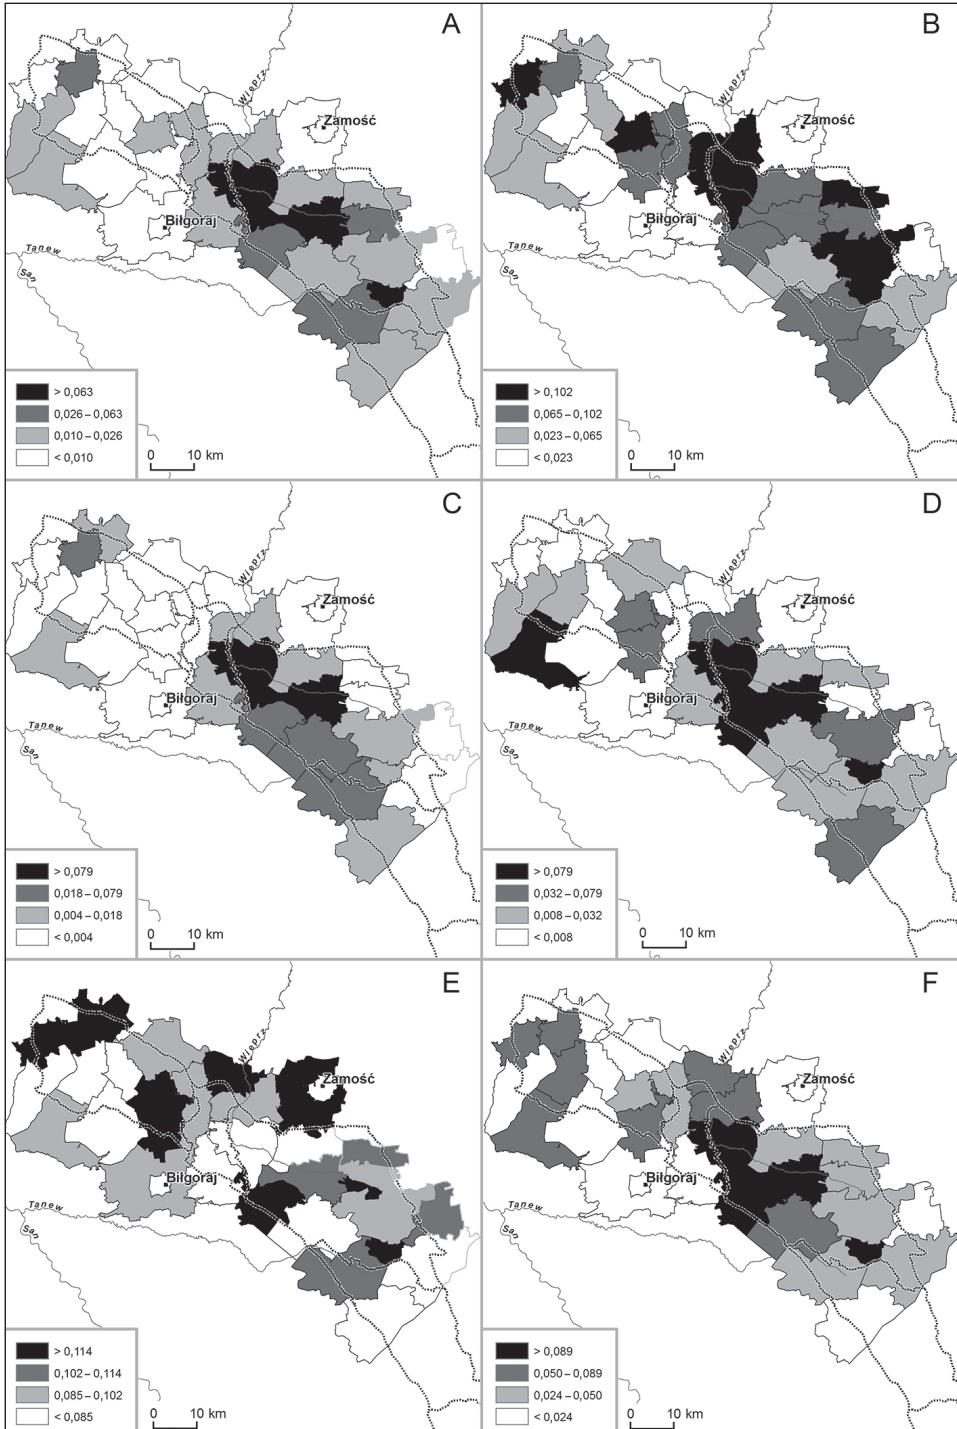 A
Wieprz
Zamość
Biłgoraj
Tanew
San
> 0,063
0,026 – 0,063
0,010 – 0,026
< 0,010
0 10 km
B
Wieprz
Zamość
Biłgoraj
Tanew
San
> 0,102
0,065 – 0,102
0,023 – 0,065
< 0,023
0 10 km
C
Wieprz
Zamość
Biłgoraj
Tanew
San
> 0,079
0,018 – 0,079
0,004 – 0,018
< 0,004
0 10 km
D
Wieprz
Zamość
Biłgoraj
Tanew
San
> 0,079
0,032 – 0,079
0,008 – 0,032
< 0,008
0 10 km
E
Wieprz
Zamość
Biłgoraj
Tanew
San
> 0,114
0,102 – 0,114
0,085 – 0,102
< 0,085
0 10 km
F
Wieprz
Zamość
Biłgoraj
Tanew
San
> 0,089
0,050 – 0,089
0,024 – 0,050
< 0,024
0 10 km